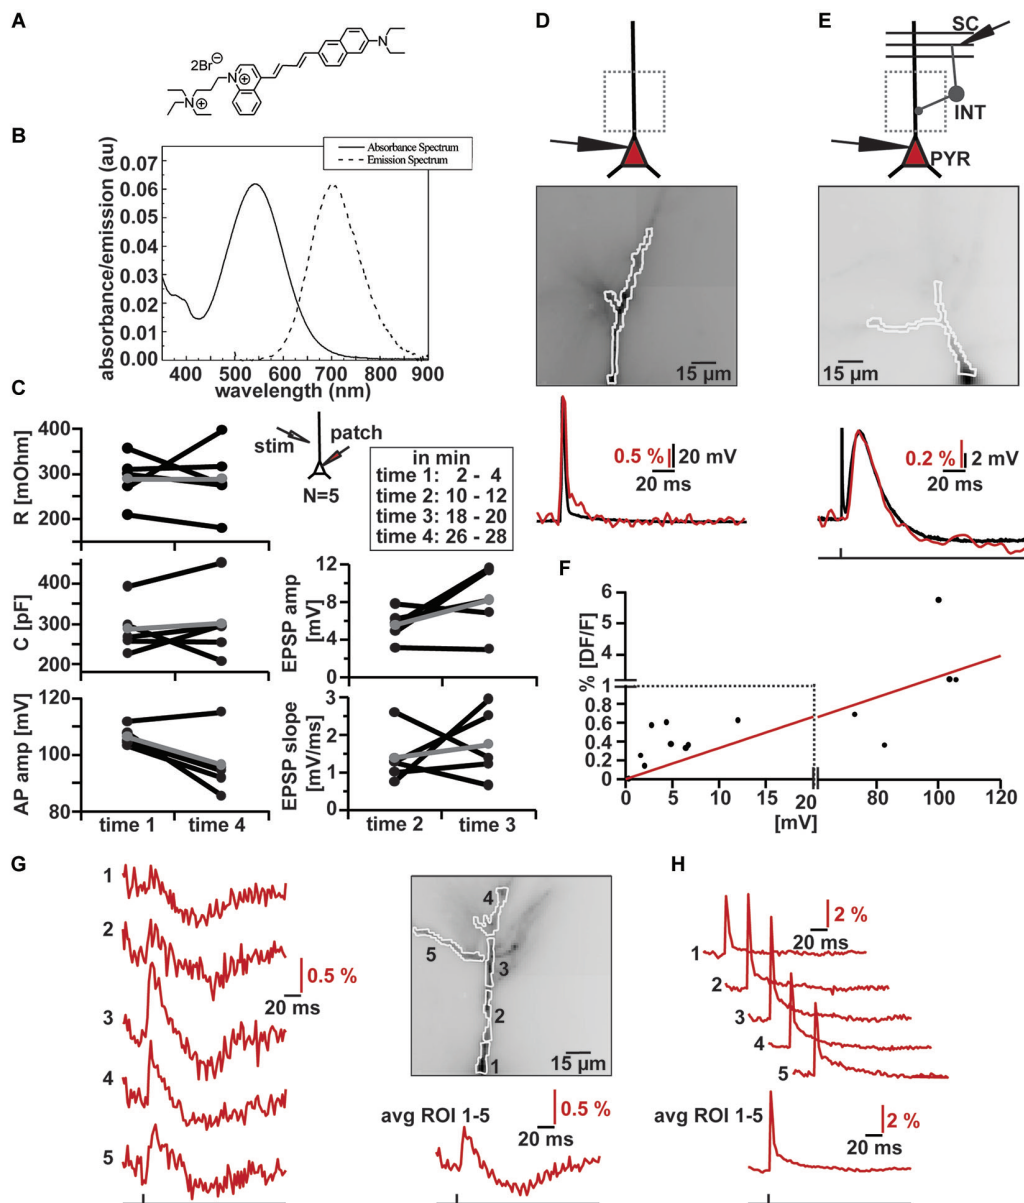 A
2Br⊖
N
⊕
N
⊕
N
B
Absorbance Spectrum
Emission Spectrum
absorbance/emission (au)
0.07
0.06
0.05
0.04
0.03
0.02
0.01
0.00
400 500 600 700 800 900
wavelength (nm)
C
R [mOhm]
400
300
200
stim
patch
N=5
in min
time 1: 2 - 4
time 2: 10 - 12
time 3: 18 - 20
time 4: 26 - 28
C [pF]
400
300
200
EPSP amp
[mV]
12
8
4
0
AP amp [mV]
120
100
80
time 1 time 4
EPSP slope
[mV/ms]
3
2
1
0
time 2 time 3
D
15 µm
0.5 % 20 mV
20 ms
E
SC
INT
PYR
15 µm
0.2 % 2 mV
20 ms
F
% [DF/F]
6
4
2
1
0.8
0.6
0.4
0.2
0
0 5 10 15 20 80 100 120
[mV]
G
1
2
3
4
5
0.5 %
20 ms
4
5
3
2
1
15 µm
avg ROI 1-5
0.5 %
20 ms
H
2 %
20 ms
1
2
3
4
5
avg ROI 1-5
2 %
20 ms